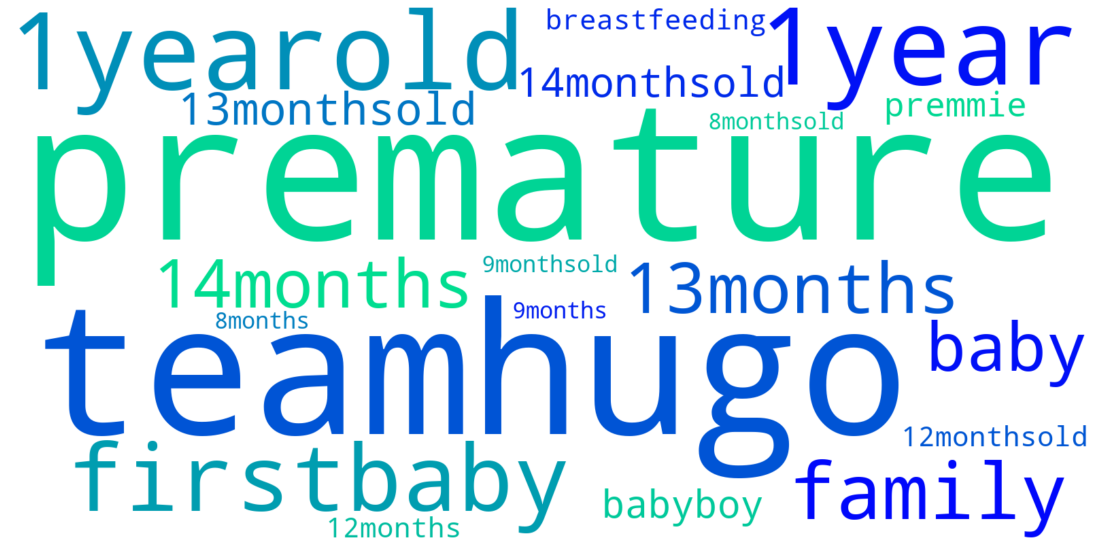 1yearold
breastfeeding
1year
14monthsold
13monthsold
premmie
8monthsold
premature
14months
9monthsold
13months
8months
9months
teamhugo
baby
12monthsold
firstbaby
family
babyboy
12months